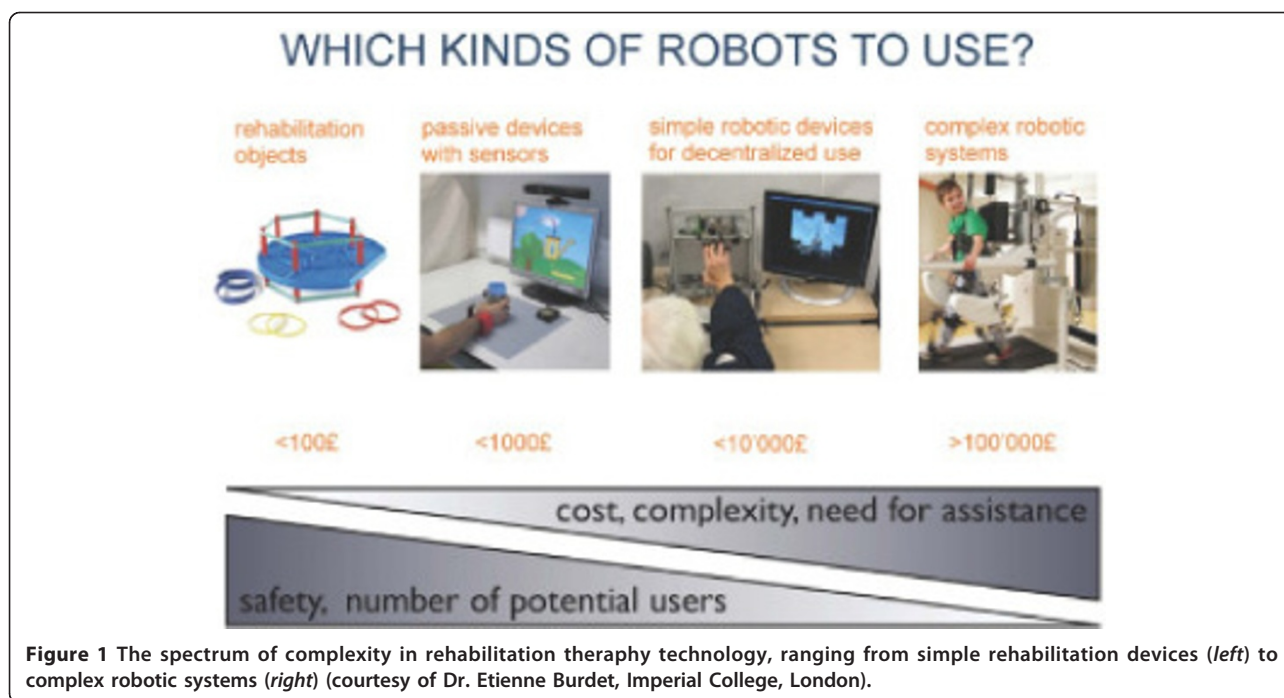 WHICH KINDS OF ROBOTS TO USE?
rehabilitation
objects
passive devices
with sensors
simple robotic devices
for decentralized use
complex robotic
systems
<100£
<1000£
<10'000£
>100'000£
cost, complexity, need for assistance
safety, number of potential users
Figure 1 The spectrum of complexity in rehabilitation theraphy technology, ranging from simple rehabilitation devices (left) to
complex robotic systems (right) (courtesy of Dr. Etienne Burdet, Imperial College, London).